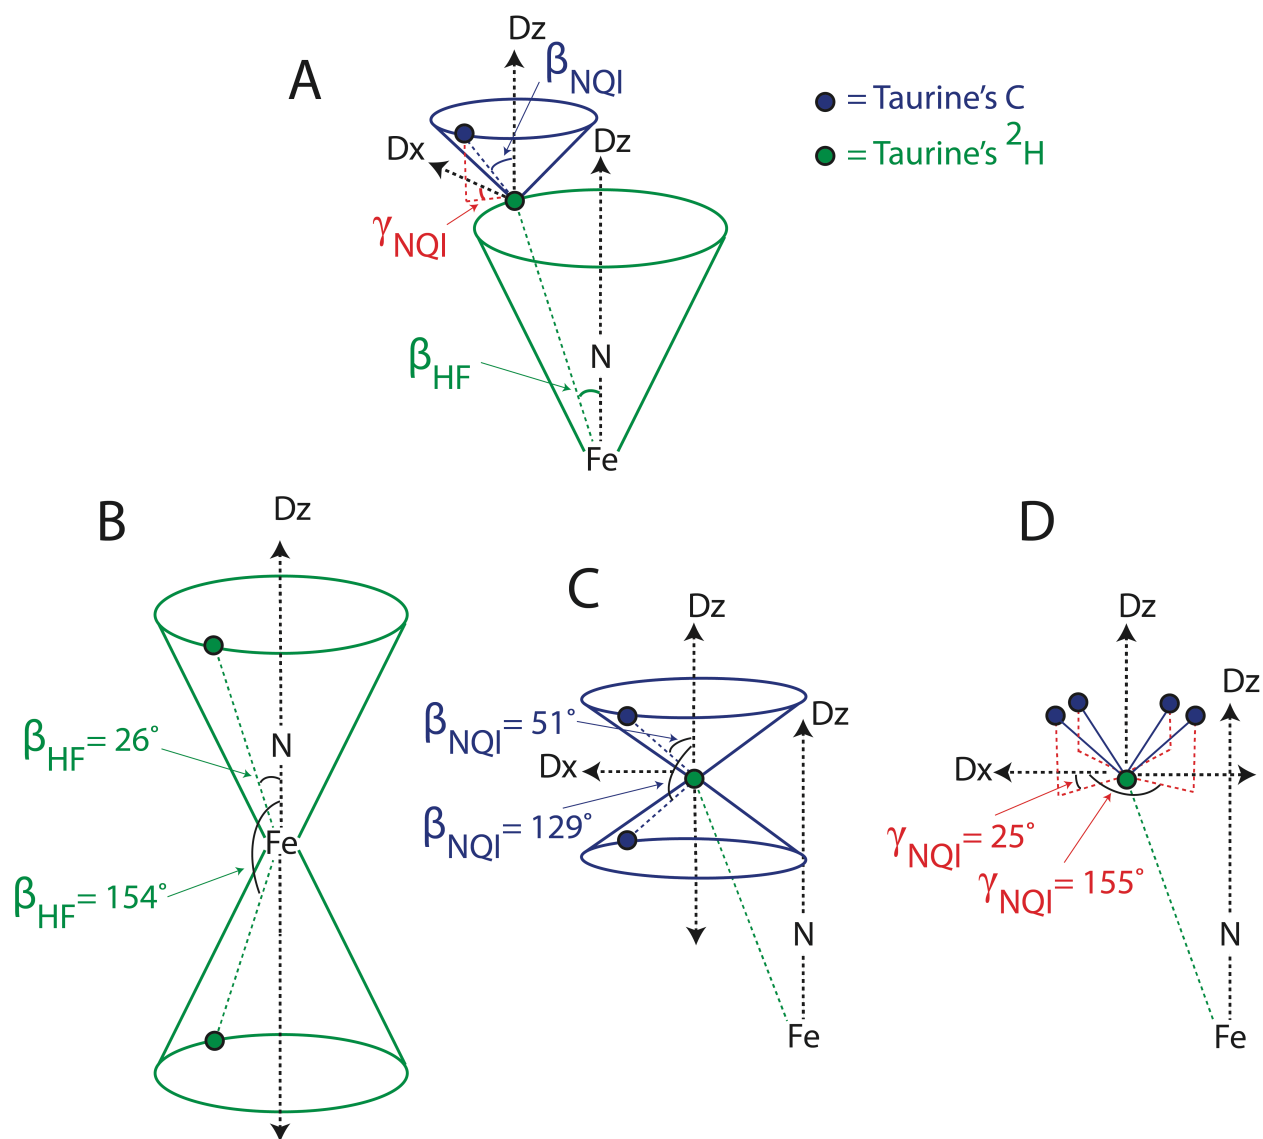 A
Dz
βNQI
= Taurine's C
= Taurine's ²H
Dx
Dz
γNQI
βHF
N
Fe
B
Dz
βHF = 26°
N
Fe
βHF = 154°
C
Dz
βNQI = 51°
Dz
Dx
βNQI = 129°
N
Fe
D
Dz
Dz
Dx
γNQI = 25°
γNQI = 155°
N
Fe